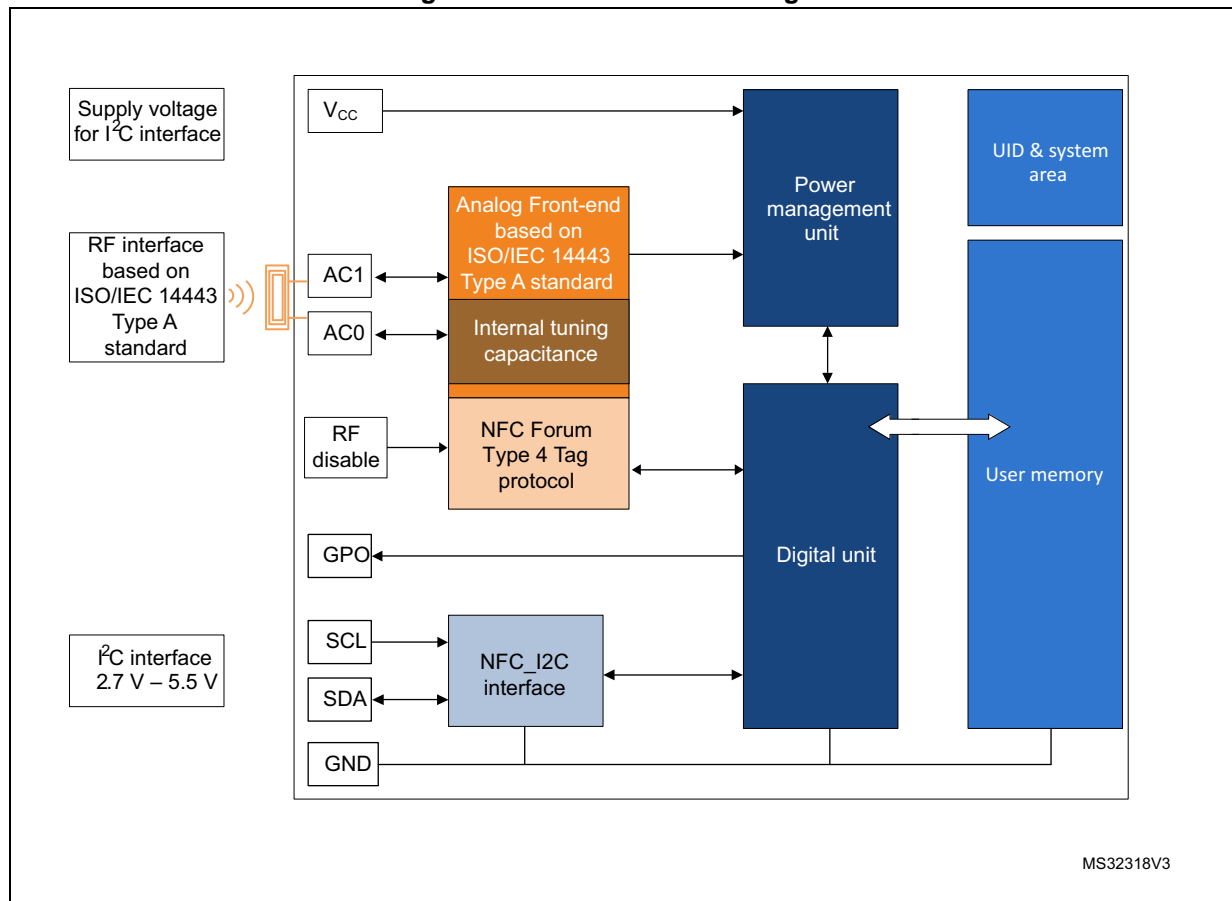 Supply voltage
for I²C interface
RF interface
based on
ISO/IEC 14443
Type A
standard
I²C interface
2.7 V – 5.5 V
VCC
AC1
AC0
RF
disable
GPO
SCL
SDA
GND
Analog Front-end
based on
ISO/IEC 14443
Type A standard
Internal tuning
capacitance
NFC Forum
Type 4 Tag
protocol
NFC_I2C
interface
Power
management
unit
Digital unit
UID & system
area
User memory
MS32318V3